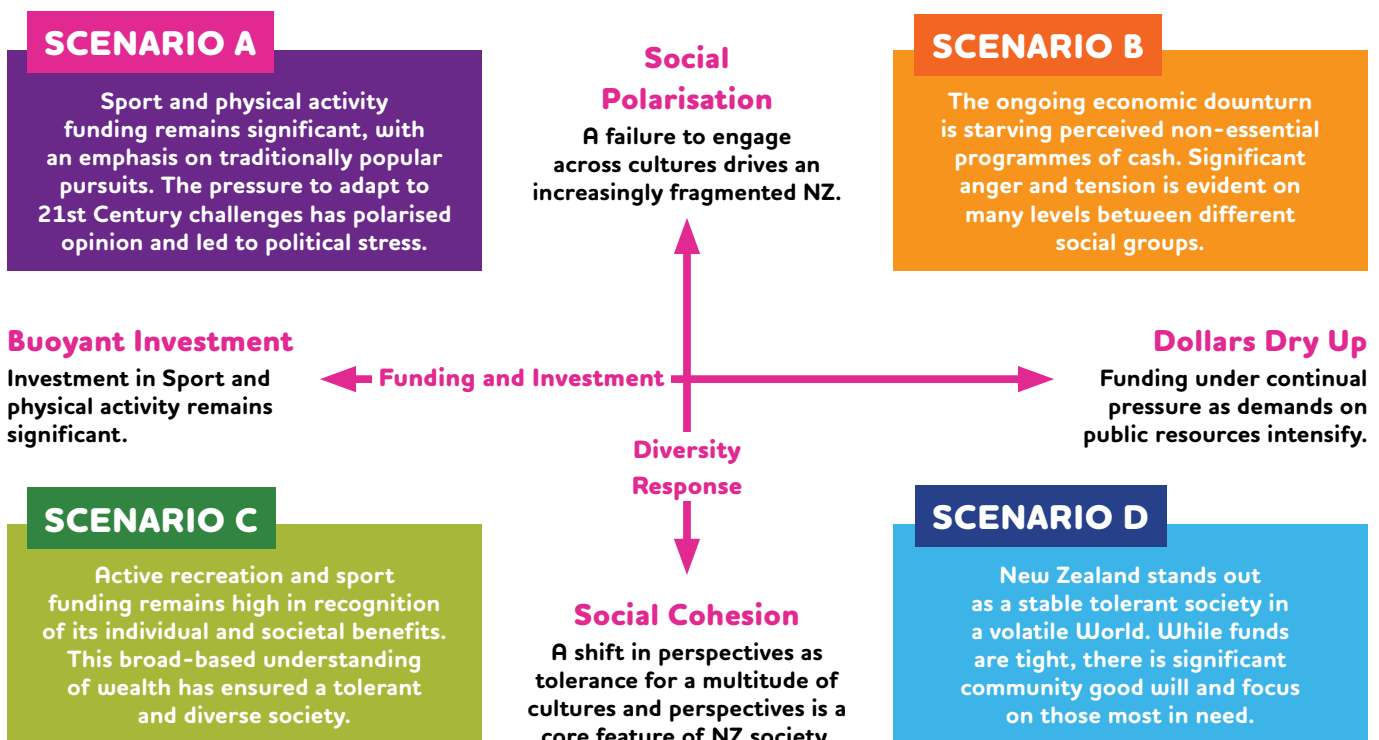 SCENARIO A
Sport and physical activity
funding remains significant, with
an emphasis on traditionally popular
pursuits. The pressure to adapt to
21st Century challenges has polarised
opinion and led to political stress.
Social
Polarisation
A failure to engage
across cultures drives an
increasingly fragmented NZ.
SCENARIO B
The ongoing economic downturn
is starving perceived non-essential
programmes of cash. Significant
anger and tension is evident on
many levels between different
social groups.
Buoyant Investment
Investment in Sport and
physical activity remains
significant.
Funding and Investment
Dollars Dry Up
Funding under continual
pressure as demands on
public resources intensify.
Diversity
Response
SCENARIO C
Active recreation and sport
funding remains high in recognition
of its individual and societal benefits.
This broad-based understanding
of wealth has ensured a tolerant
and diverse society.
Social Cohesion
A shift in perspectives as
tolerance for a multitude of
cultures and perspectives is a
core feature of NZ society
SCENARIO D
New Zealand stands out
as a stable tolerant society in
a volatile World. While funds
are tight, there is significant
community good will and focus
on those most in need.